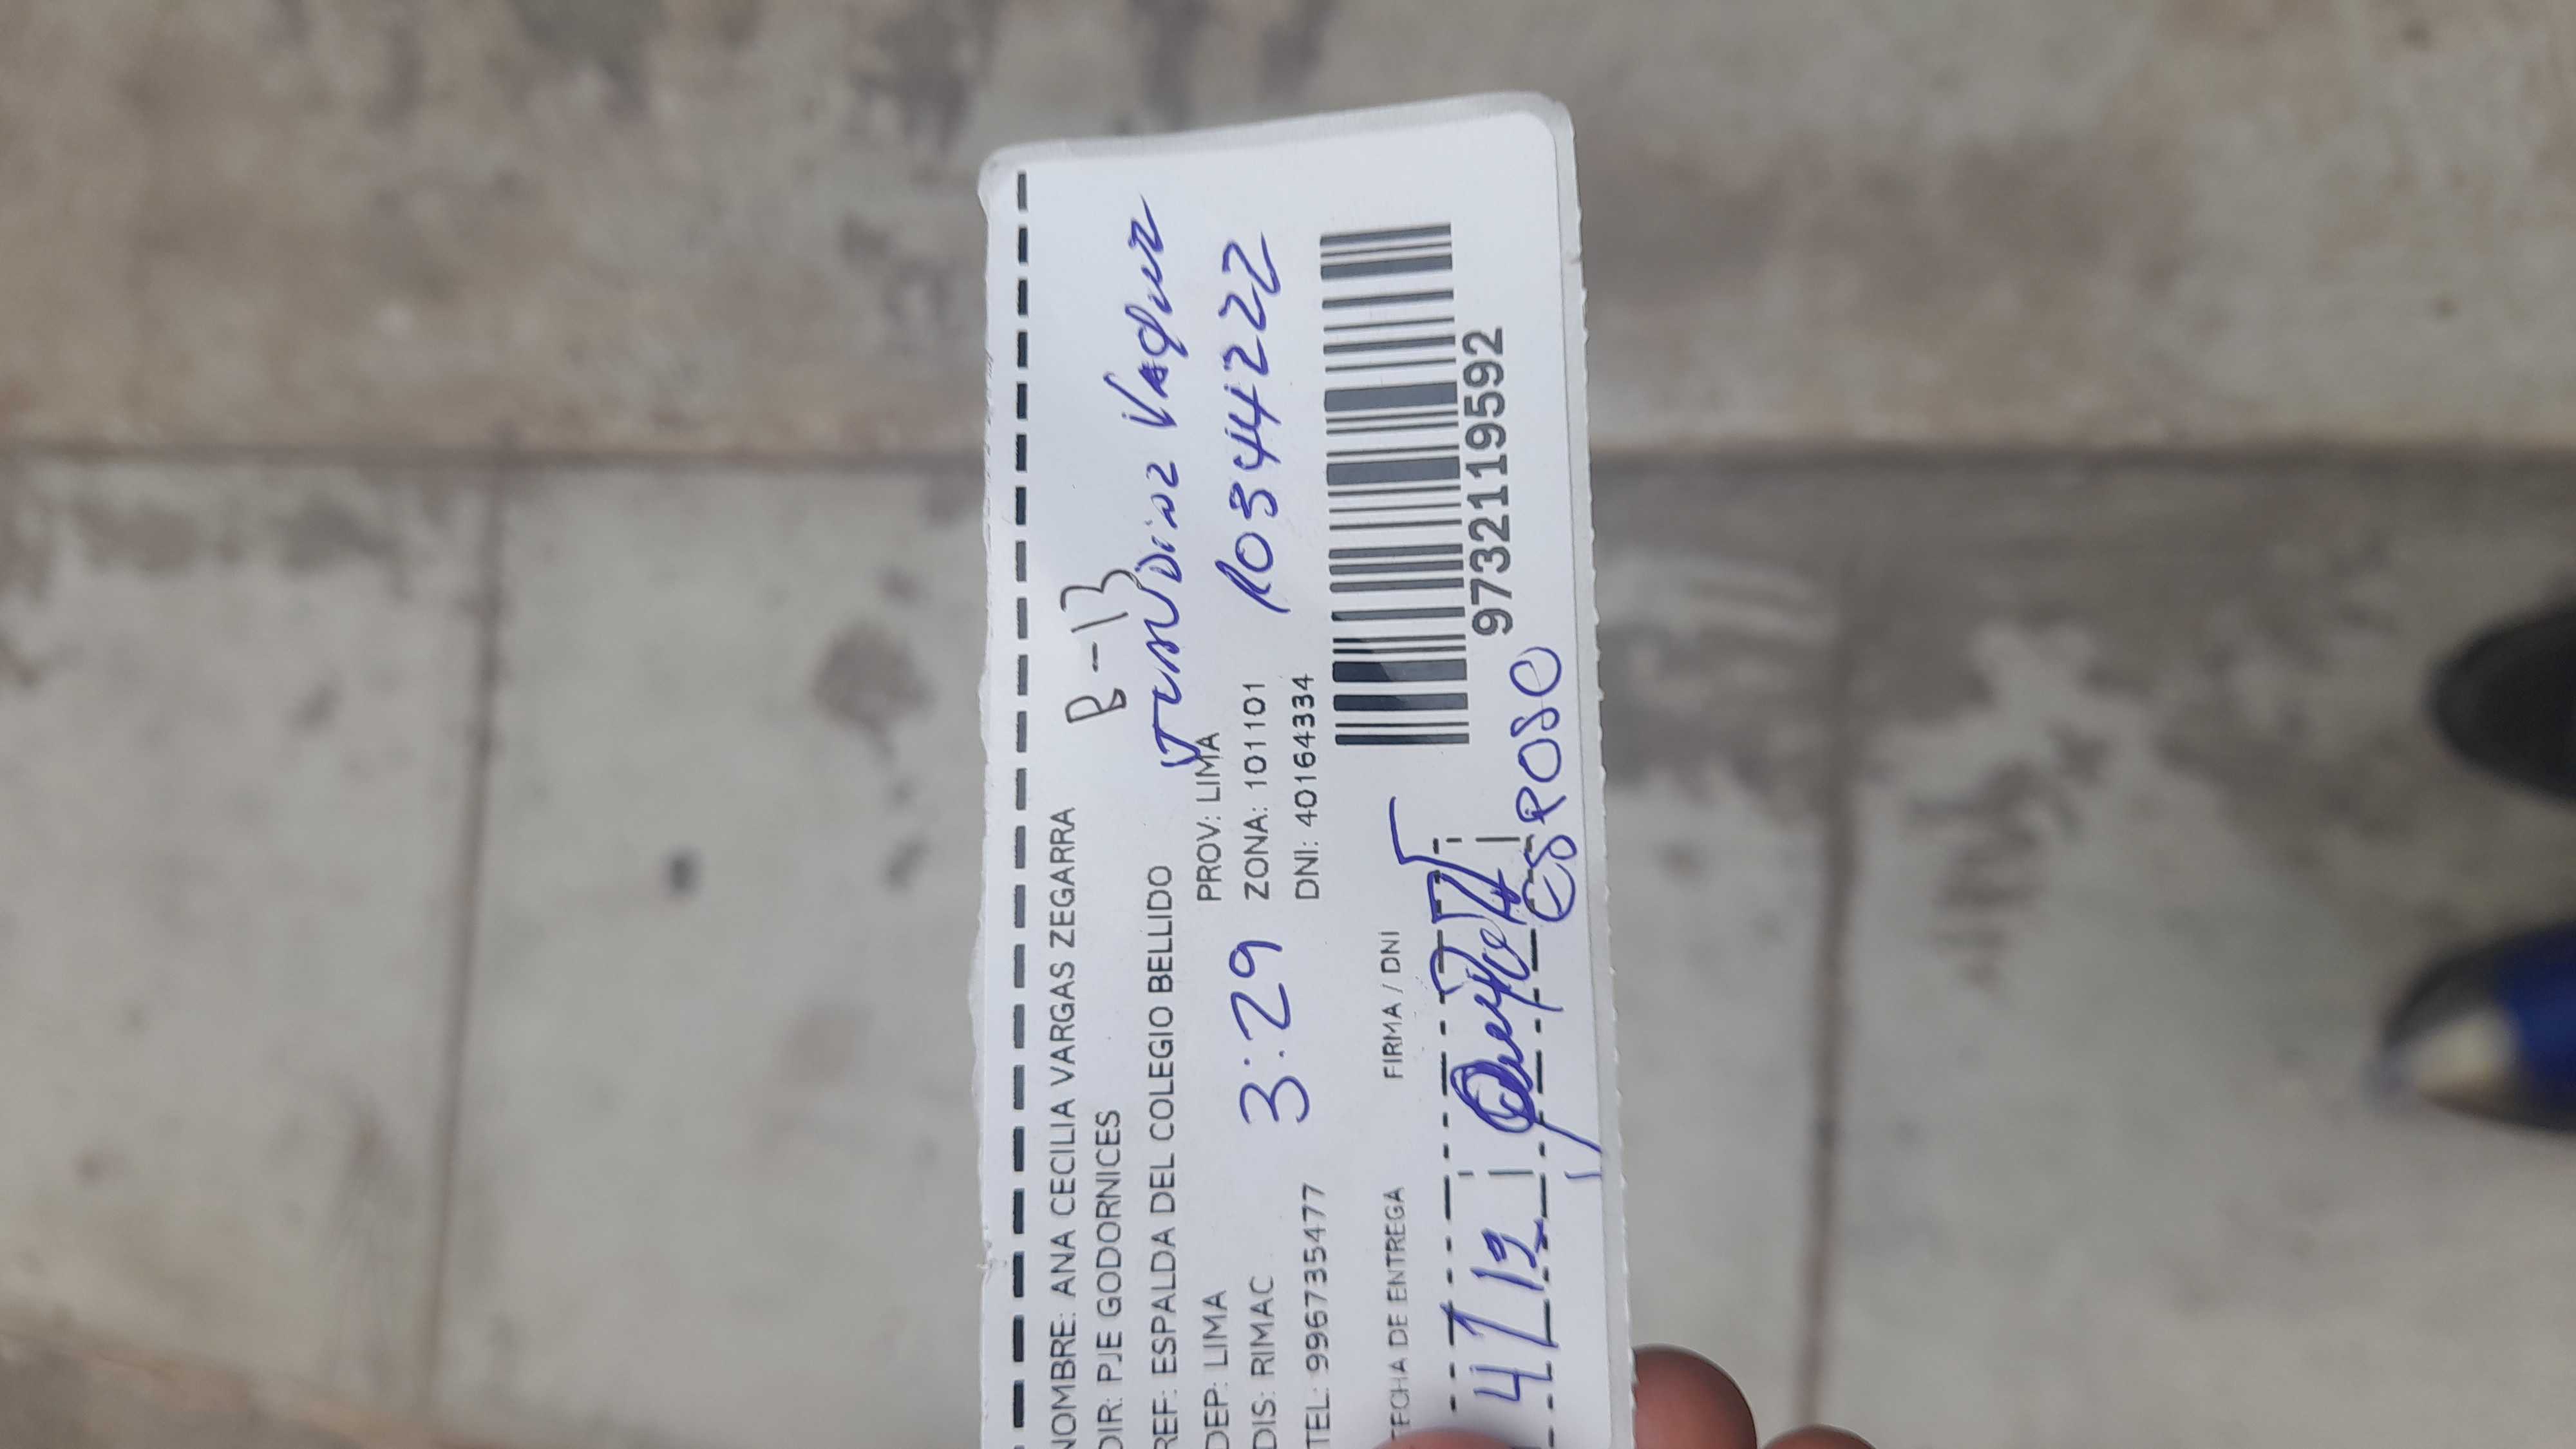 NOMBRE: ANA CECILIA VARGAS ZEGARRA
B-13
DIR: PJE GODORNICES
REF: ESPALDA DEL COLEGIO BELLIDO
Diaz
DEP: LIMA PROV: LIMA
DIS: RIMAC 3:29 ZONA: 101101
10344222
TEL: 996735477 DNI: 40164334
FECHA DE ENTREGA FIRMA / DNI
4/12
9732119592
esposo